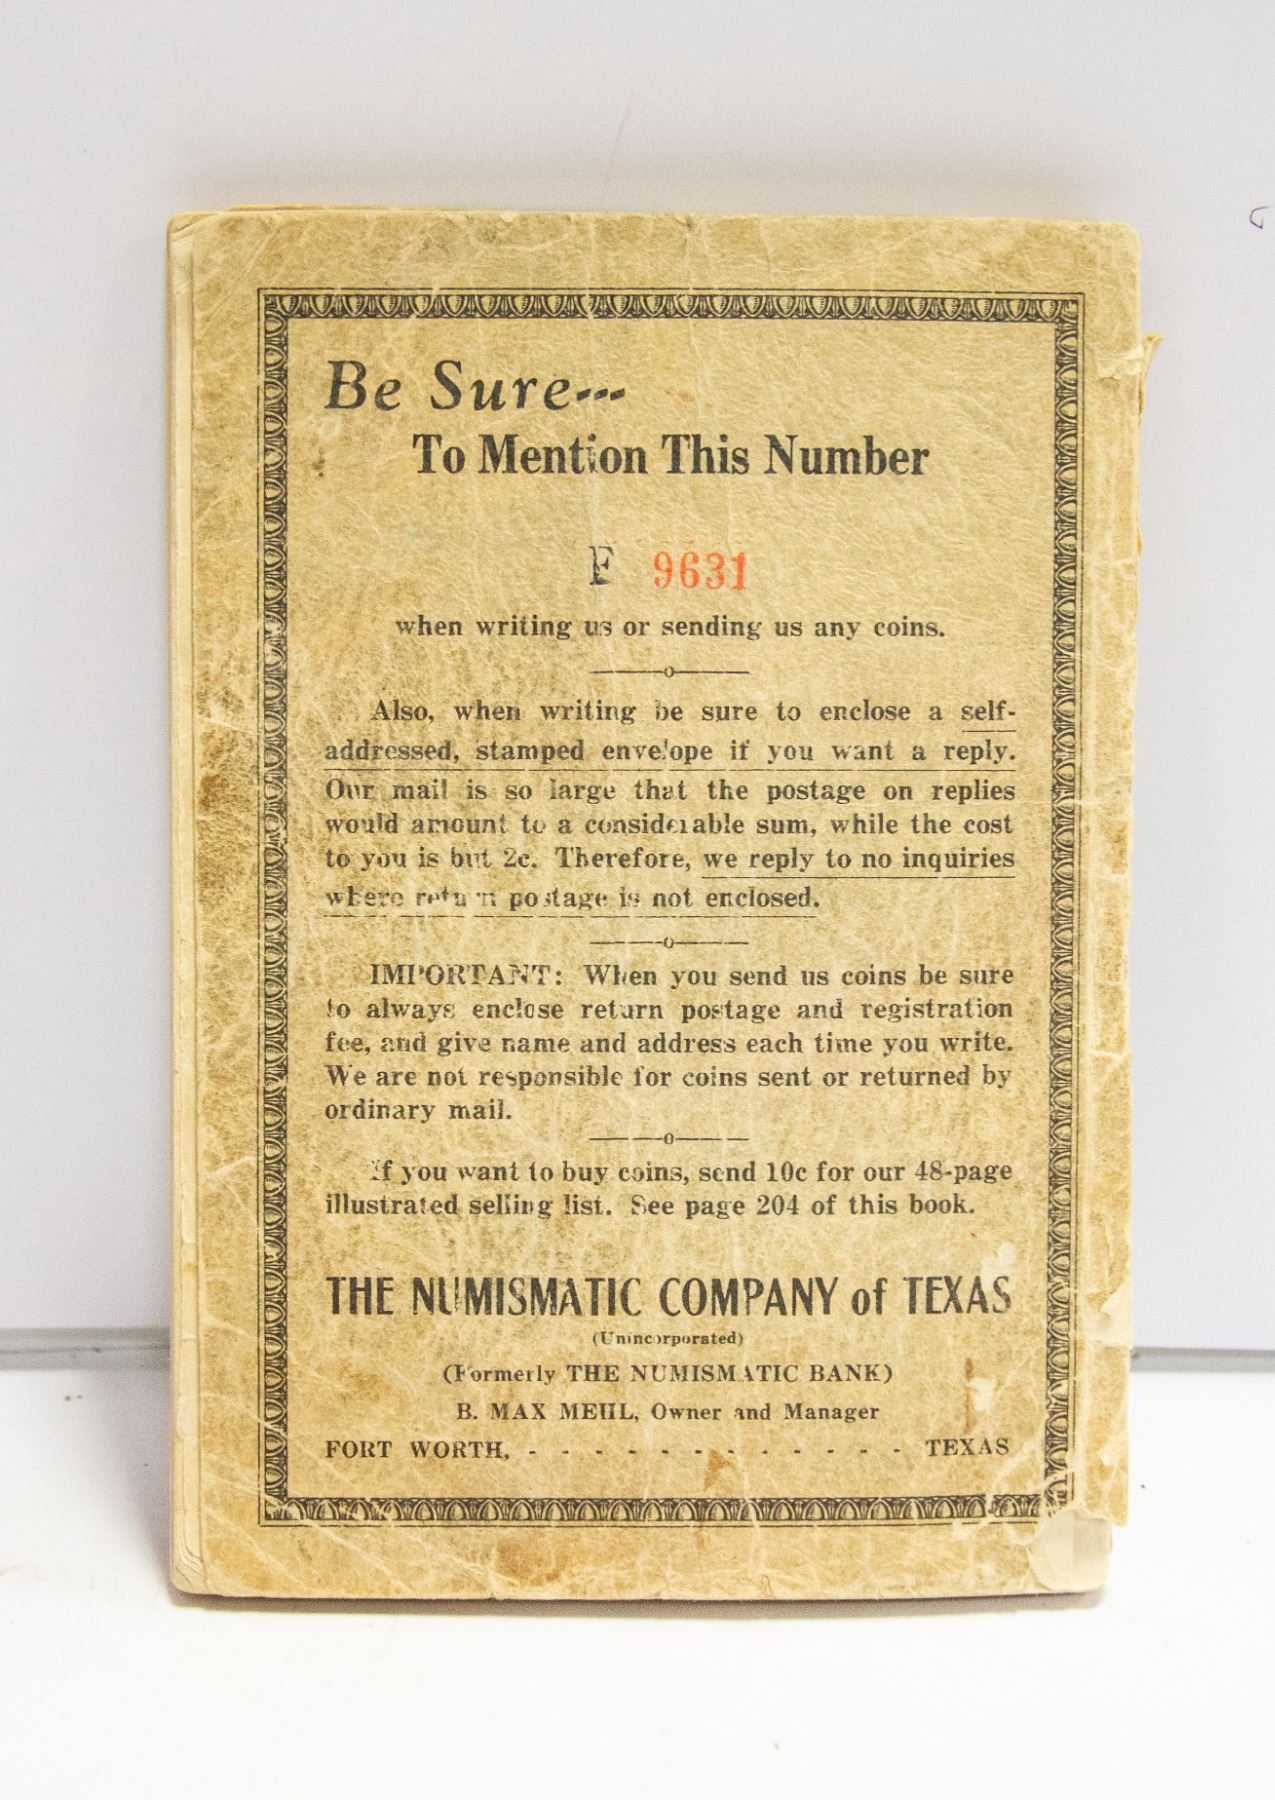 Be Sure---
To Mention This Number
F 9631
when writing us or sending us any coins.
Also, when writing be sure to enclose a self-
addressed, stamped envelope if you want a reply.
Our mail is so large that the postage on replies
would amount to a considerable sum, while the cost
to you is but 2c. Therefore, we reply to no inquiries
where return postage is not enclosed.
IMPORTANT: When you send us coins be sure
to always enclose return postage and registration
fee, and give name and address each time you write.
We are not responsible for coins sent or returned by
ordinary mail.
If you want to buy coins, send 10c for our 48-page
illustrated selling list. See page 204 of this book.
THE NUMISMATIC COMPANY of TEXAS
(Unincorporated)
(Formerly THE NUMISMATIC BANK)
B. MAX MEHL, Owner and Manager
FORT WORTH, - - - - - - - - - - - - TEXAS